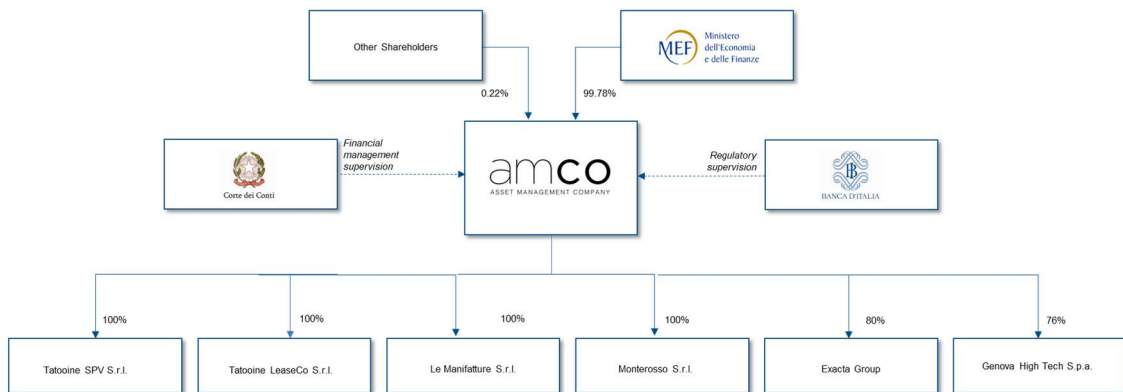 Other Shareholders
MEF
Ministero
dell'Economia
e delle Finanze
0.22%
99.78%
Financial
management
supervision
Corte dei Conti
amco
ASSET MANAGEMENT COMPANY
Regulatory
supervision
BANCA D'ITALIA
100%
100%
100%
100%
80%
76%
Tatooine SPV S.r.l.
Tatooine LeaseCo S.r.l.
Le Manifatture S.r.l.
Monterosso S.r.l.
Exacta Group
Genova High Tech S.p.a.